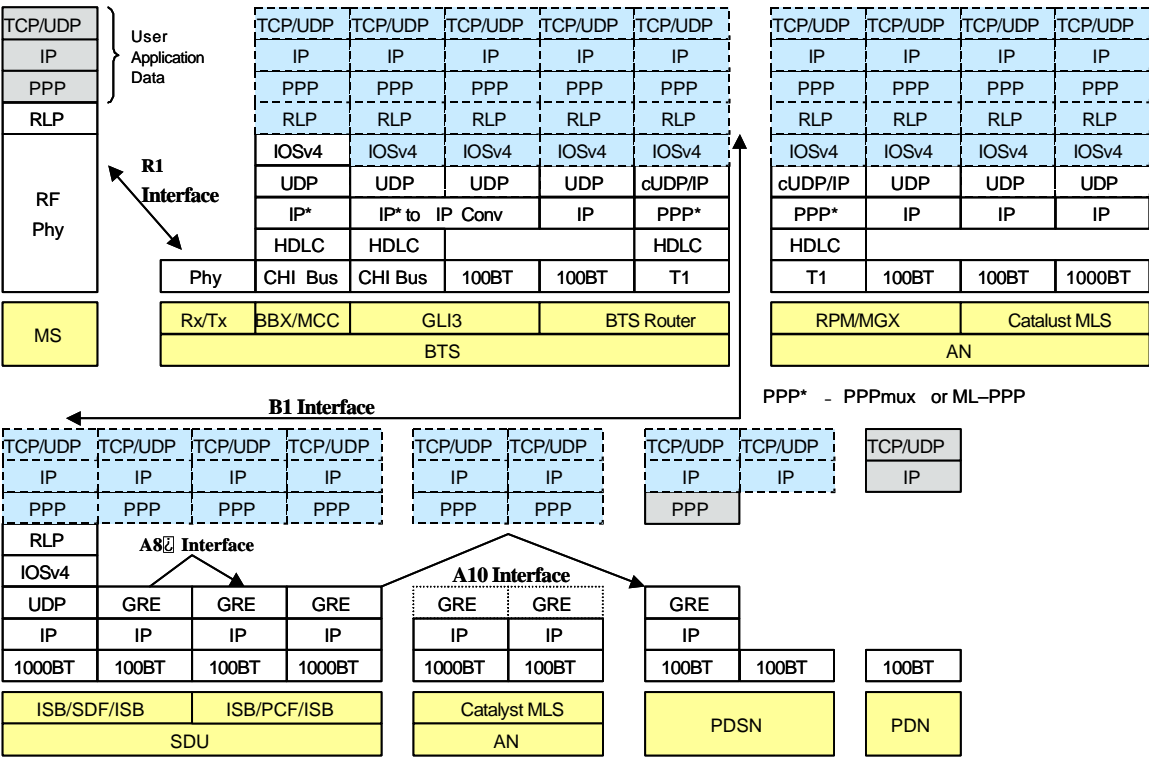 TCP/UDP TCP/UDP TCP/UDP TCP/UDP TCP/UDP TCP/UDP TCP/UDP TCP/UDP TCP/UDP TCP/UDP
User
Application
Data
IP IP IP IP IP IP IP IP IP IP
PPP PPP PPP PPP PPP PPP PPP PPP PPP PPP
RLP RLP RLP RLP RLP RLP RLP RLP RLP RLP
R1
Interface
RF
Phy
IOSv4 IOSv4 IOSv4 IOSv4 IOSv4 IOSv4 IOSv4 IOSv4 IOSv4
UDP UDP UDP UDP cUDP/IP cUDP/IP UDP UDP UDP
IP* IP* to IP Conv IP PPP* PPP* IP IP IP
HDLC HDLC HDLC HDLC
Phy CHI Bus CHI Bus 100BT 100BT T1 T1 100BT 100BT 1000BT
MS
Rx/Tx BBX/MCC GLI3 BTS Router RPM/MGX Catalust MLS
BTS AN
PPP* - PPPmux or ML–PPP
B1 Interface
TCP/UDP TCP/UDP TCP/UDP TCP/UDP TCP/UDP TCP/UDP TCP/UDP TCP/UDP TCP/UDP
IP IP IP IP IP IP IP IP IP
PPP PPP PPP PPP PPP PPP PPP
RLP
A8 Interface
IOSv4
A10 Interface
UDP GRE GRE GRE GRE GRE GRE
IP IP IP IP IP IP IP
1000BT 100BT 100BT 1000BT 1000BT 100BT 100BT 100BT 100BT
ISB/SDF/ISB ISB/PCF/ISB Catalyst MLS
PDSN PDN
SDU AN